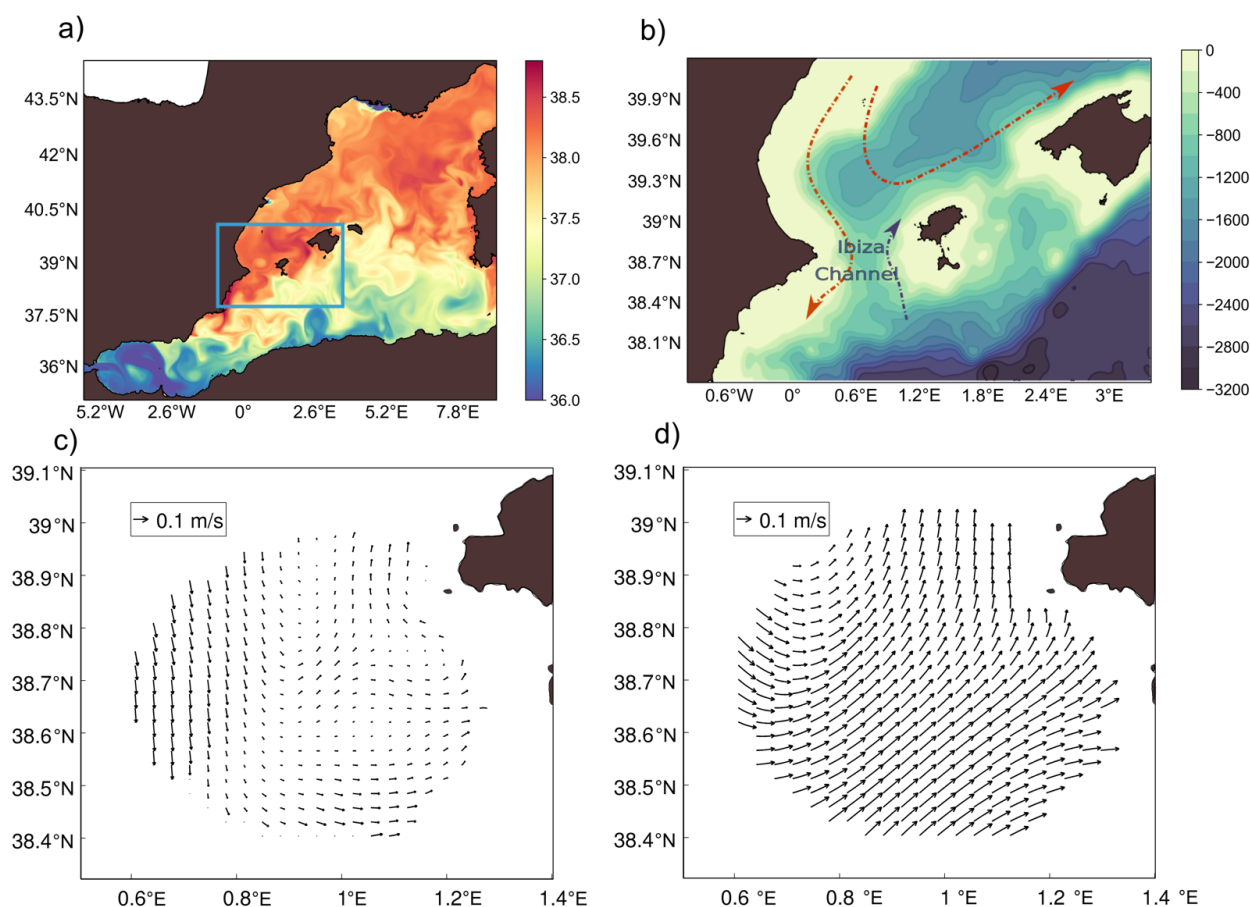 a)
43.5°N
42°N
40.5°N
39°N
37.5°N
36°N
5.2°W 2.6°W 0° 2.6°E 5.2°E 7.8°E
38.5
38.0
37.5
37.0
36.5
36.0
b)
39.9°N
39.6°N
39.3°N
39°N
38.7°N
38.4°N
38.1°N
Ibiza
Channel
0.6°W 0° 0.6°E 1.2°E 1.8°E 2.4°E 3°E
0
−400
−800
−1200
−1600
−2000
−2400
−2800
−3200
c)
39.1°N
39°N
38.9°N
38.8°N
38.7°N
38.6°N
38.5°N
38.4°N
0.1 m/s
0.6°E 0.8°E 1°E 1.2°E 1.4°E
d)
39.1°N
39°N
38.9°N
38.8°N
38.7°N
38.6°N
38.5°N
38.4°N
0.1 m/s
0.6 °E 0.8°E 1°E 1.2°E 1.4 °E